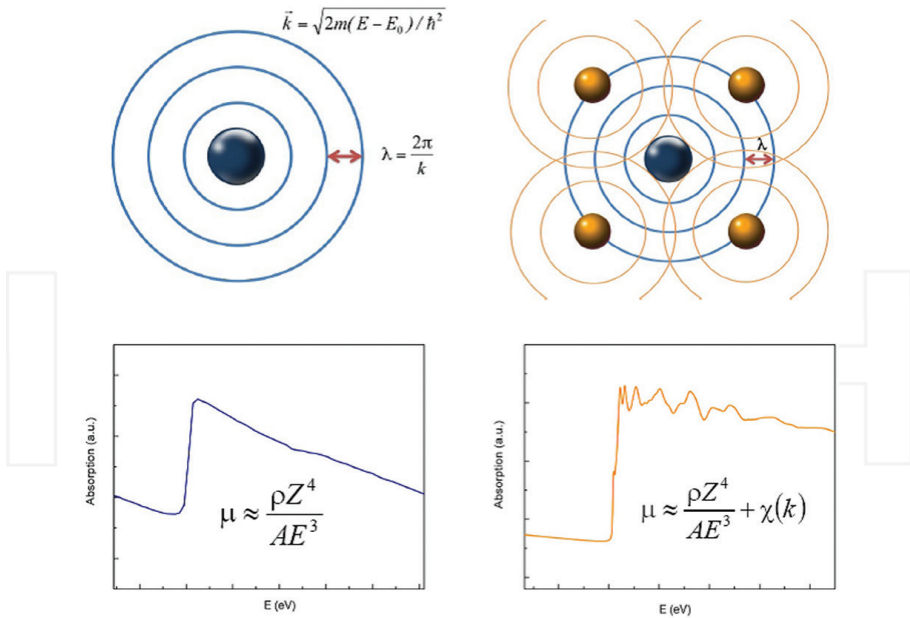 k⃗ = √2m(E − E₀) / ħ²
λ = 2π/k
λ
Absorption (a.u.)
μ ≈ ρZ⁴/AE³
E (eV)
Absorption (a.u.)
μ ≈ ρZ⁴/AE³ + χ(k)
E (eV)